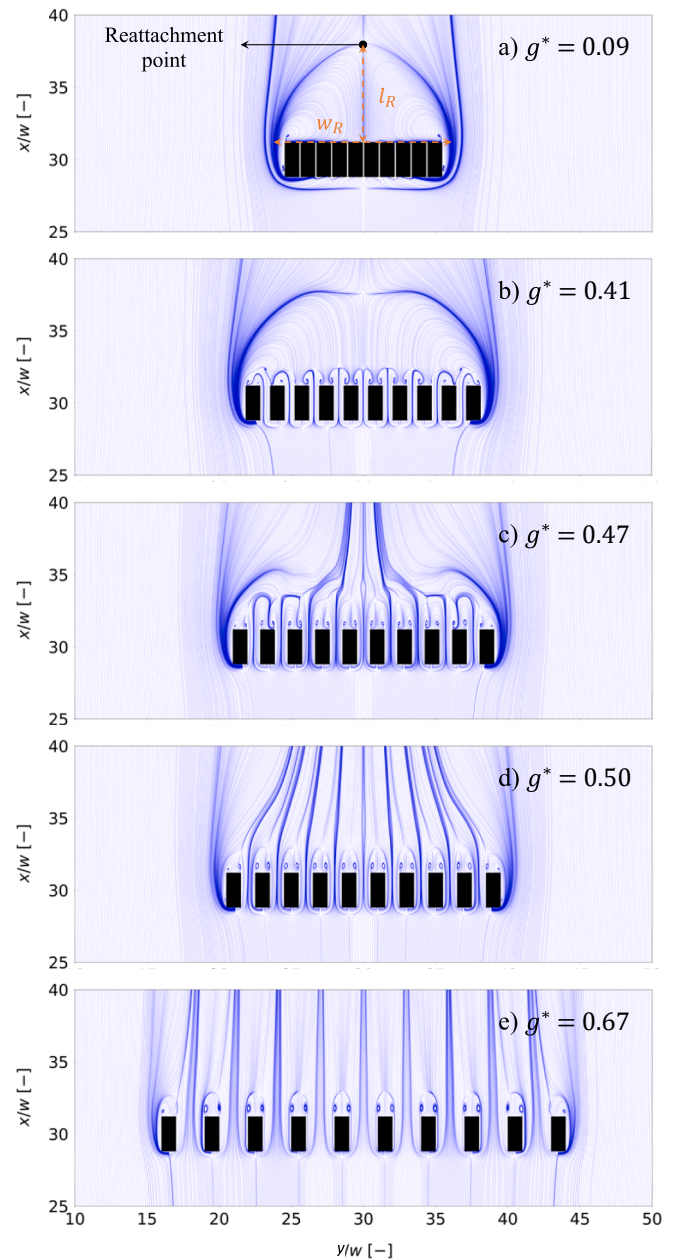 40
Reattachment
point
a) g* = 0.09
35
l_R
w_R
x/w [−]
30
25
40
b) g* = 0.41
35
x/w [−]
30
25
40
c) g* = 0.47
35
x/w [−]
30
25
40
d) g* = 0.50
35
x/w [−]
30
25
40
e) g* = 0.67
35
x/w [−]
30
25
10 15 20 25 30 35 40 45 50
y/w [−]